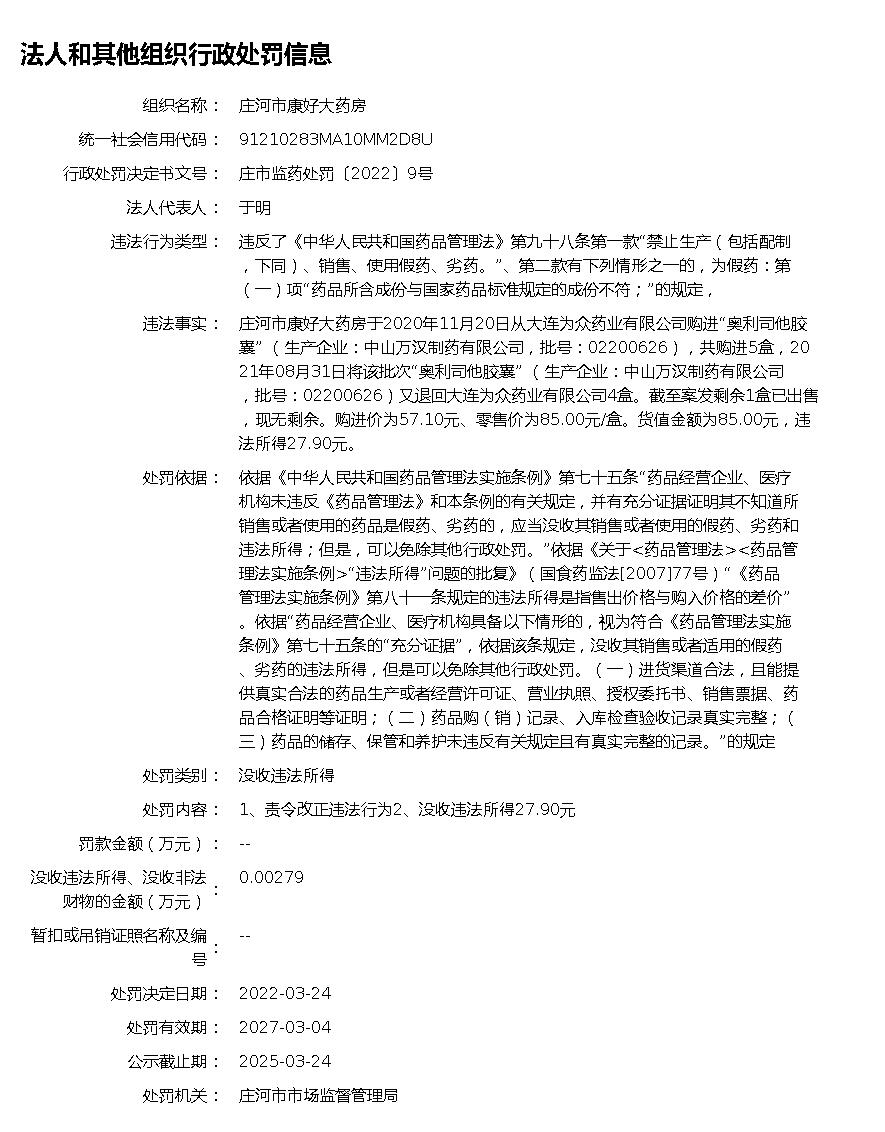 法人和其他组织行政处罚信息
组织名称： 庄河市康好大药房
统一社会信用代码： 91210283MA10MM2D8U
行政处罚决定书文号： 庄市监药处罚〔2022〕9号
法人代表人： 于明
违法行为类型： 违反了《中华人民共和国药品管理法》第九十八条第一款“禁止生产（包括配制
，下同）、销售、使用假药、劣药。”、第二款有下列情形之一的，为假药：第
（一）项“药品所含成份与国家药品标准规定的成份不符；”的规定，
违法事实： 庄河市康好大药房于2020年11月20日从大连为众药业有限公司购进“奥利司他胶
囊”（生产企业：中山万汉制药有限公司，批号：02200626），共购进5盒，20
21年08月31日将该批次“奥利司他胶囊”（生产企业：中山万汉制药有限公司
，批号：02200626）又退回大连为众药业有限公司4盒。截至案发剩余1盒已出售
，现无剩余。购进价为57.10元、零售价为85.00元/盒。货值金额为85.00元，违
法所得27.90元。
处罚依据： 依据《中华人民共和国药品管理法实施条例》第七十五条“药品经营企业、医疗
机构未违反《药品管理法》和本条例的有关规定，并有充分证据证明其不知道所
销售或者使用的药品是假药、劣药的，应当没收其销售或者使用的假药、劣药和
违法所得；但是，可以免除其他行政处罚。”依据《关于<药品管理法><药品管
理法实施条例>“违法所得”问题的批复》（国食药监法[2007]77号）“《药品
管理法实施条例》第八十一条规定的违法所得是指售出价格与购入价格的差价”
。依据“药品经营企业、医疗机构具备以下情形的，视为符合《药品管理法实施
条例》第七十五条的“充分证据”，依据该条规定，没收其销售或者适用的假药
、劣药的违法所得，但是可以免除其他行政处罚。（一）进货渠道合法，且能提
供真实合法的药品生产或者经营许可证、营业执照、授权委托书、销售票据、药
品合格证明等证明；（二）药品购（销）记录、入库检查验收记录真实完整；（
三）药品的储存、保管和养护未违反有关规定且有真实完整的记录。”的规定
处罚类别： 没收违法所得
处罚内容： 1、责令改正违法行为2、没收违法所得27.90元
罚款金额（万元）： --
没收违法所得、没收非法
财物的金额（万元）： 0.00279
暂扣或吊销证照名称及编
号： --
处罚决定日期： 2022-03-24
处罚有效期： 2027-03-04
公示截止期： 2025-03-24
处罚机关： 庄河市市场监督管理局